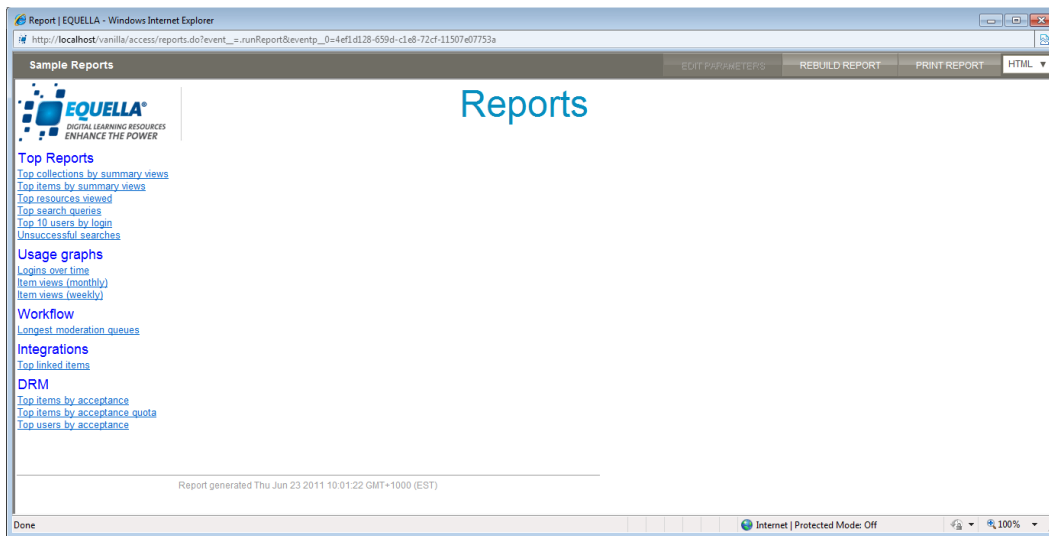 Report | EQUELLA - Windows Internet Explorer
http://localhost/vanilla/access/reports.do?event__=.runReport&eventp__0=4ef1d128-659d-c1e8-72cf-11507e07753a
Sample Reports EDIT PARAMETERS REBUILD REPORT PRINT REPORT HTML
EQUELLA®
DIGITAL LEARNING RESOURCES
ENHANCE THE POWER
Reports
Top Reports
Top collections by summary views
Top items by summary views
Top resources viewed
Top search queries
Top 10 users by login
Unsuccessful searches
Usage graphs
Logins over time
Item views (monthly)
Item views (weekly)
Workflow
Longest moderation queues
Integrations
Top linked items
DRM
Top items by acceptance
Top items by acceptance quota
Top users by acceptance
Report generated Thu Jun 23 2011 10:01:22 GMT+1000 (EST)
Done Internet | Protected Mode: Off 100%